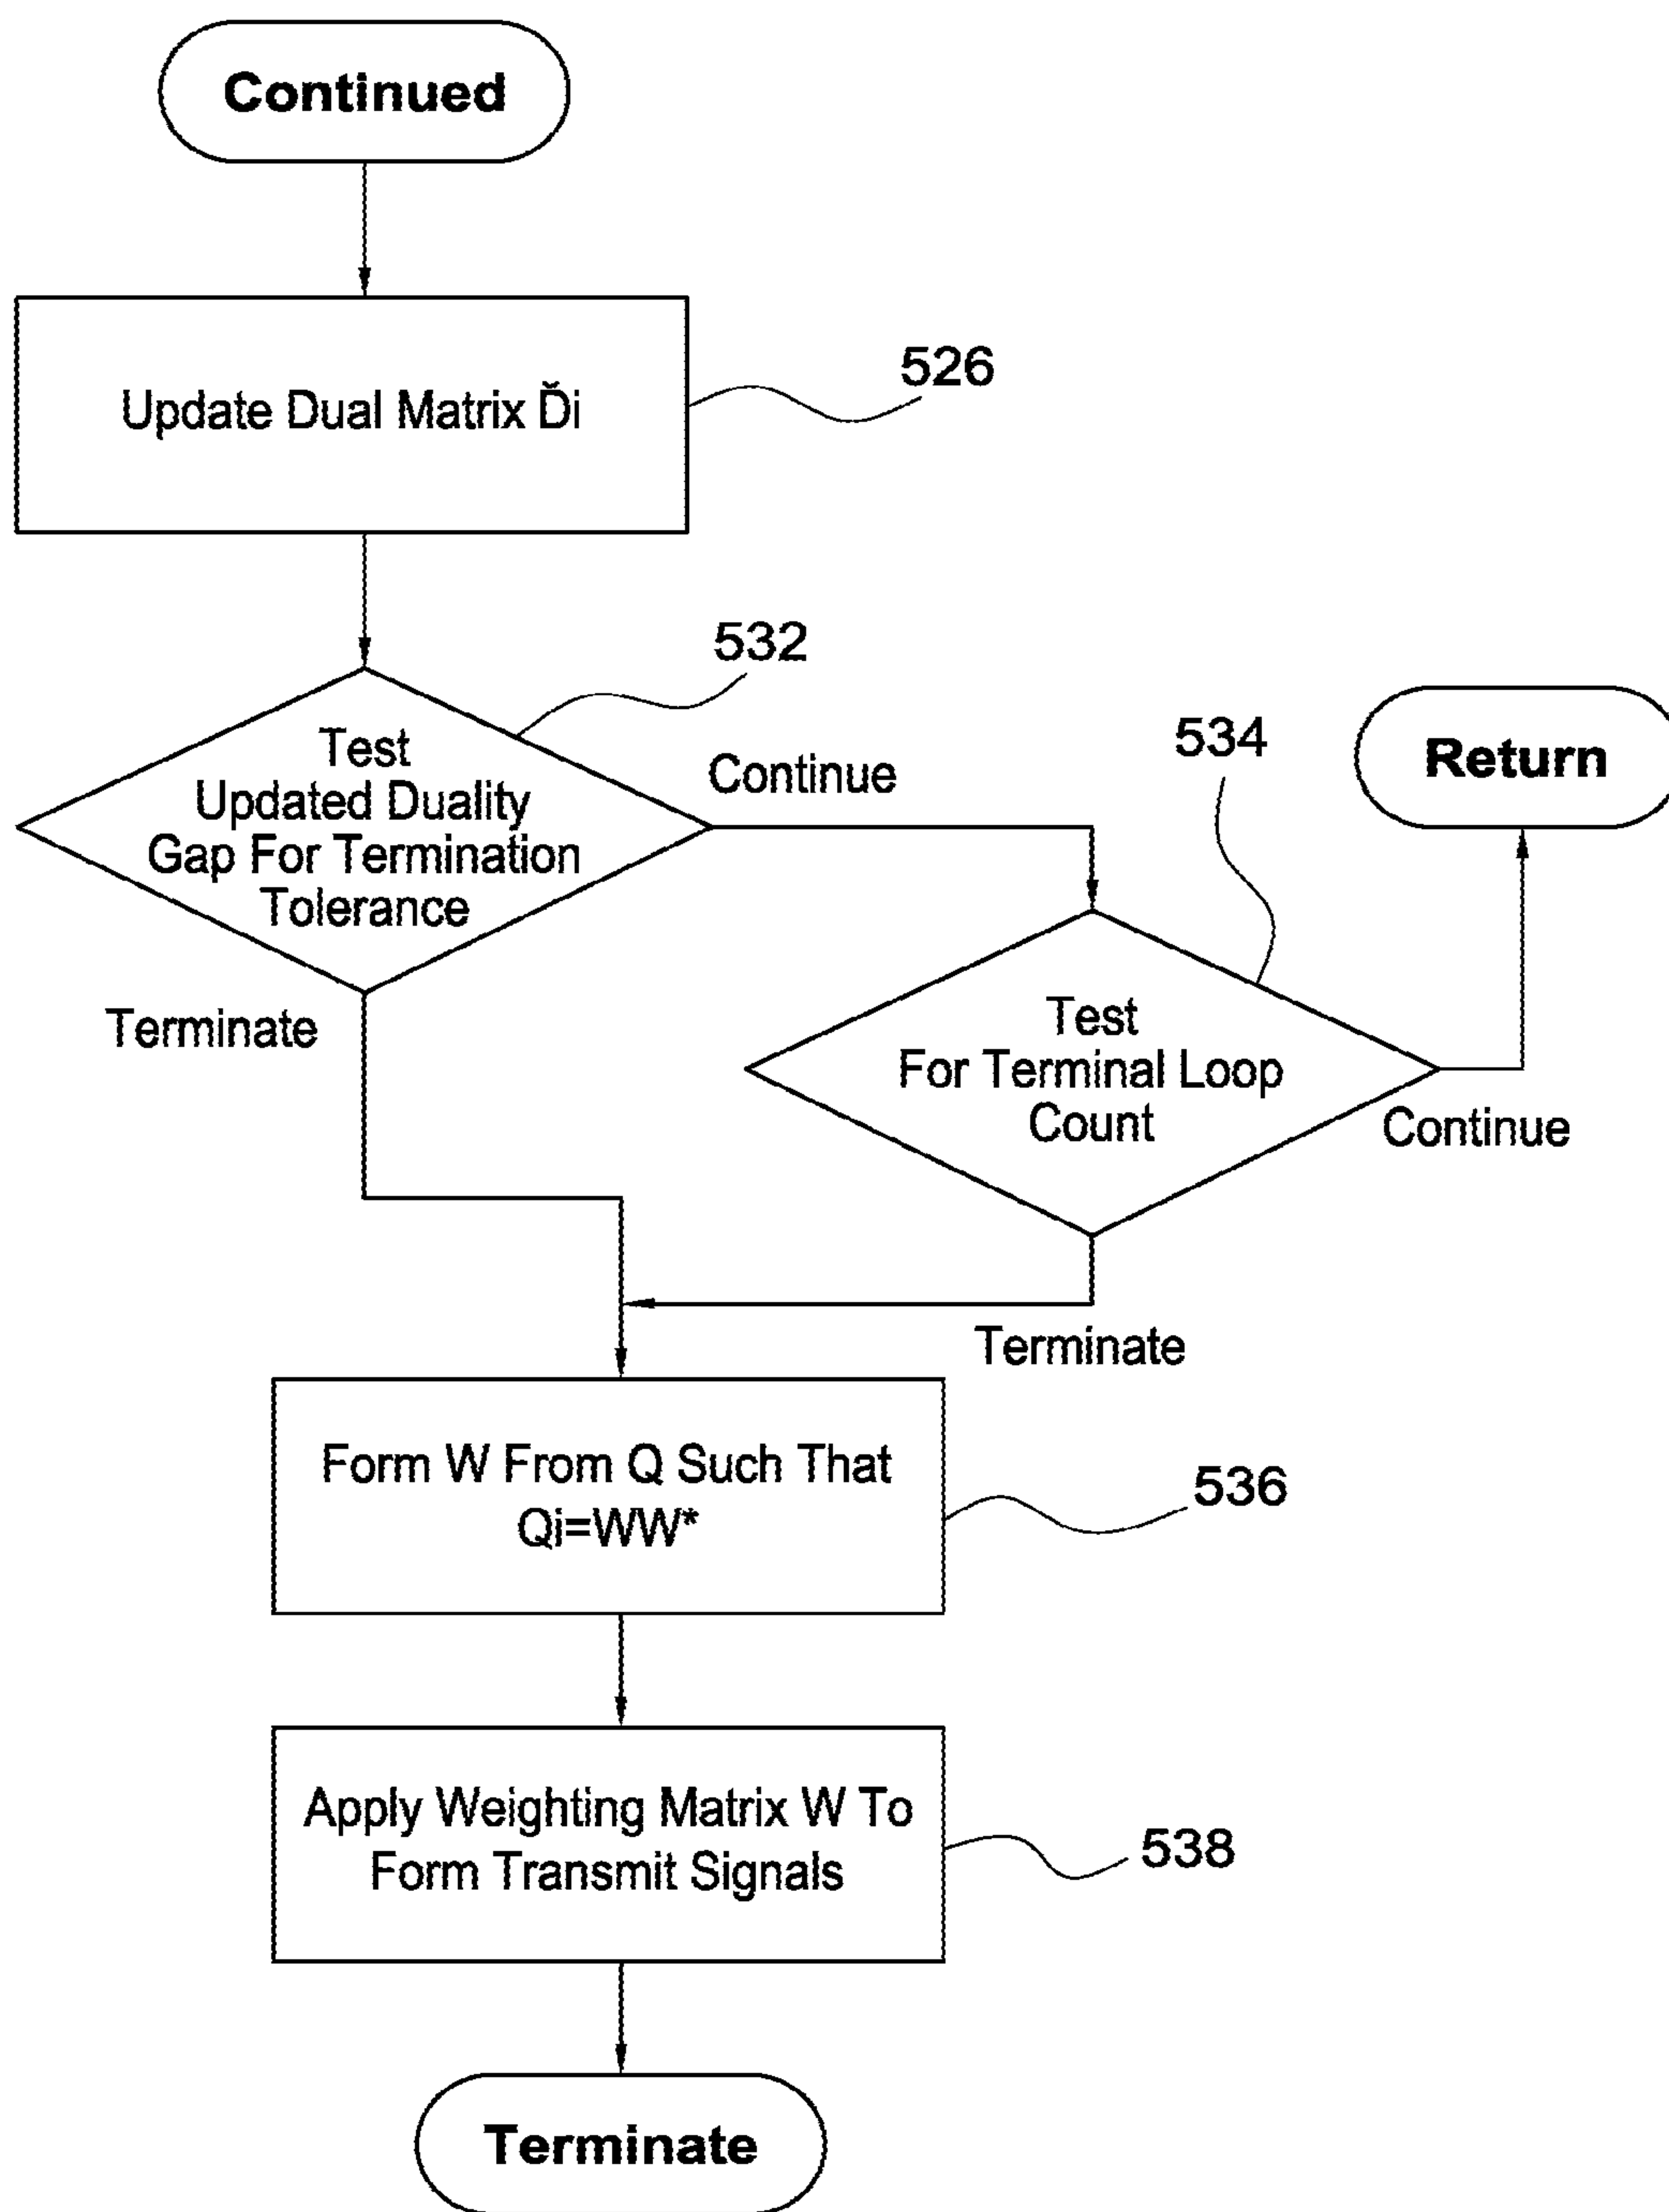 Continued
Update Dual Matrix Ďi
526
532
Test
Updated Duality
Gap For Termination
Tolerance
Continue
Terminate
534
Return
Test
For Terminal Loop
Count
Continue
Terminate
Form W From Q Such That
Qi=WW*
536
Apply Weighting Matrix W To
Form Transmit Signals
538
Terminate